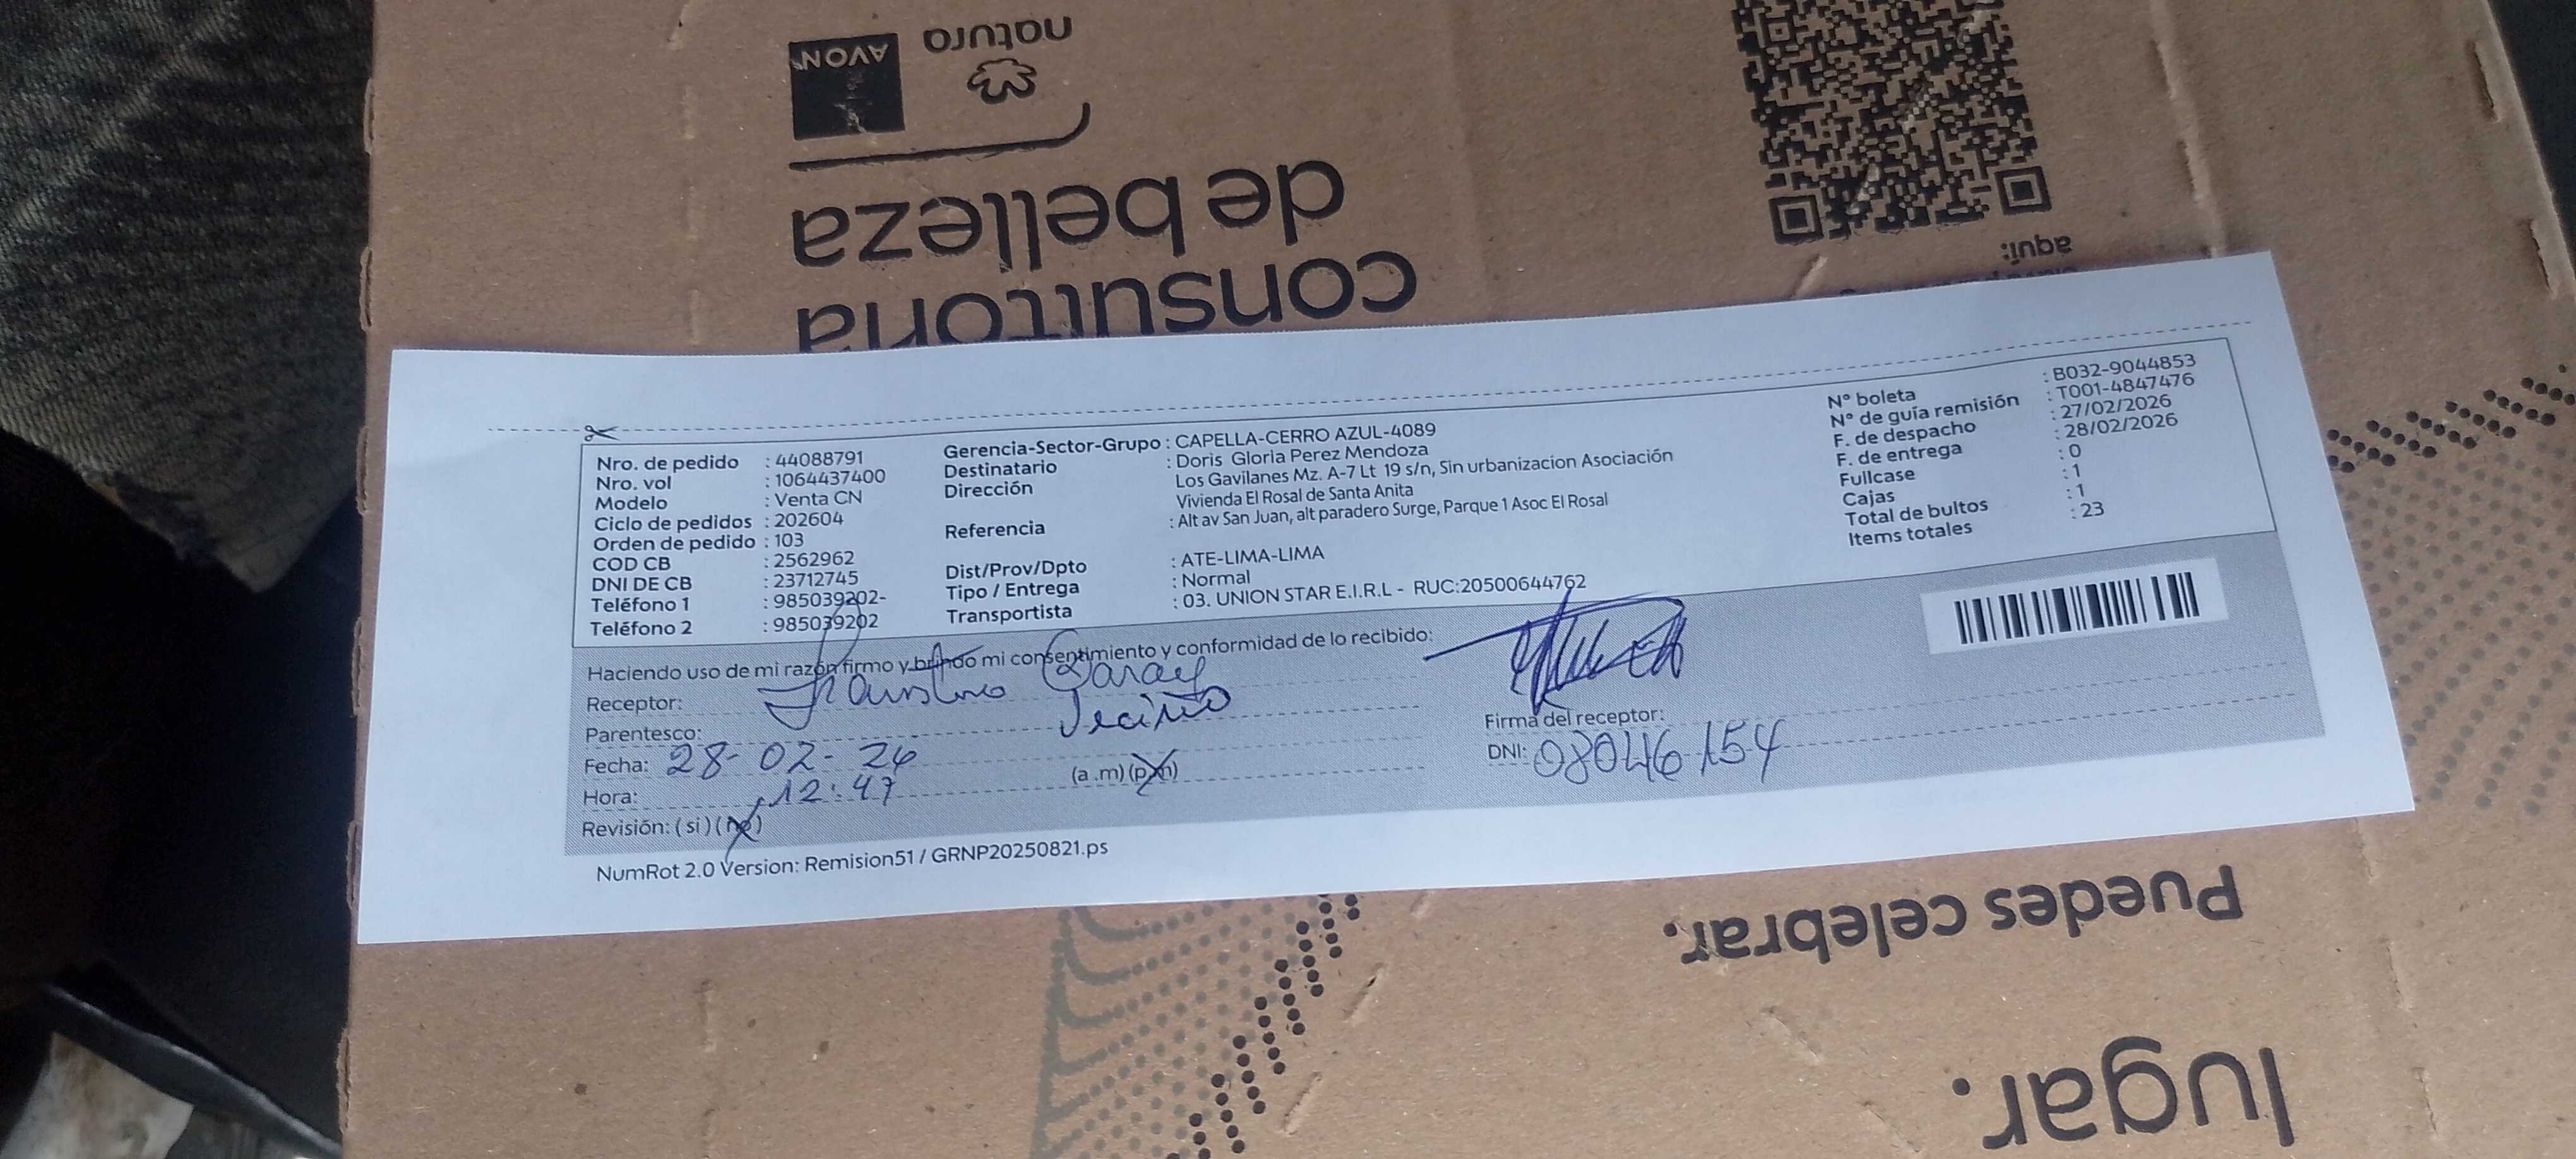 natura
AVON
consultoría
de belleza
aquí:
Nro. de pedido : 44088791
Nro. vol : 1064437400
Modelo : Venta CN
Ciclo de pedidos : 202604
Orden de pedido : 103
COD CB : 2562962
DNI DE CB : 23712745
Teléfono 1 : 985039202-
Teléfono 2 : 985039202
Gerencia-Sector-Grupo : CAPELLA-CERRO AZUL-4089
Destinatario : Doris Gloria Perez Mendoza
Dirección Los Gavilanes Mz. A-7 Lt 19 s/n, Sin urbanizacion Asociación
Vivienda El Rosal de Santa Anita
Referencia : Alt av San Juan, alt paradero Surge, Parque 1 Asoc El Rosal
Dist/Prov/Dpto : ATE-LIMA-LIMA
Tipo / Entrega : Normal
Transportista : 03. UNION STAR E.I.R.L - RUC:20500644762
N° boleta : B032-9044853
N° de guía remisión : T001-4847476
F. de despacho : 27/02/2026
F. de entrega : 28/02/2026
Fullcase : 0
Cajas : 1
Total de bultos : 1
Items totales : 23
Haciendo uso de mi razón firmo y brindo mi consentimiento y conformidad de lo recibido:
Receptor: Faustino Garay
Parentesco: Vecino
Fecha: 28-02-26
Hora: 12:47 (a.m) (p.m)
Revisión: (si) (no)
Firma del receptor:
DNI: 08046154
NumRot 2.0 Version: Remision51 / GRNP20250821.ps
Puedes celebrar.
lugar.